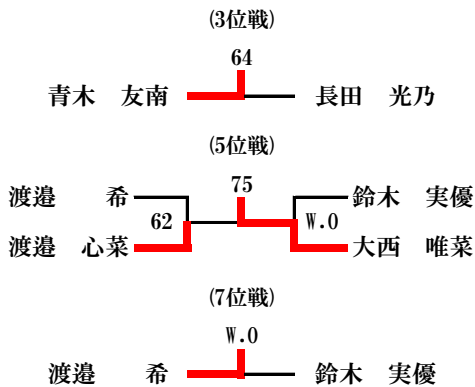 (3位戦)
64
青木　友南　長田　光乃
(5位戦)
75
渡邉　希　鈴木　実優
62　W.O
渡邉　心菜　大西　唯菜
(7位戦)
W.O
渡邉　希　鈴木　実優